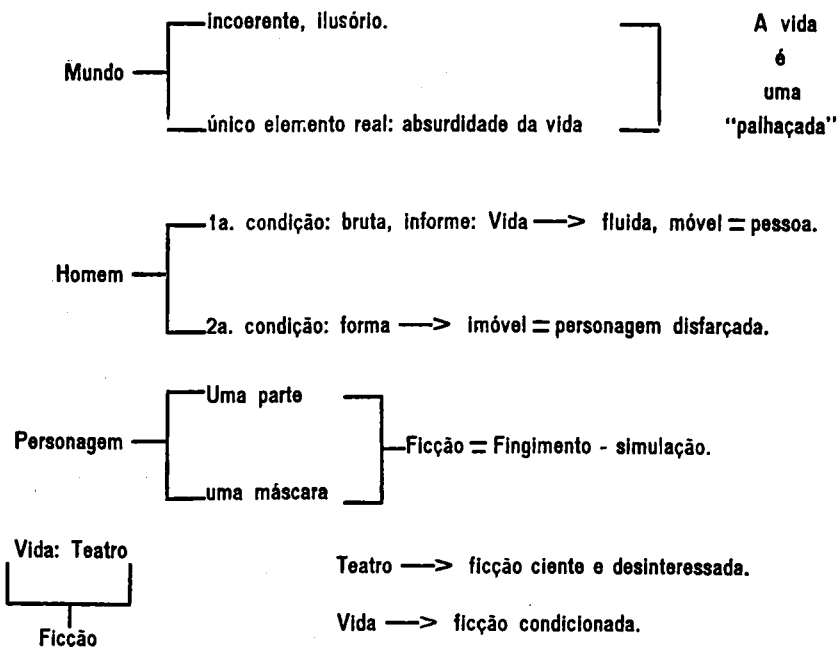 incoerente, ilusório.
Mundo
único elemento real: absurdidade da vida
A vida
é
uma
"palhaçada"
1a. condição: bruta, informe: Vida —> fluida, móvel = pessoa.
Homem
2a. condição: forma —> imóvel = personagem disfarçada.
Uma parte
Personagem
Ficção = Fingimento - simulação.
uma máscara
Vida: Teatro
Ficção
Teatro —> ficção ciente e desinteressada.
Vida —> ficção condicionada.